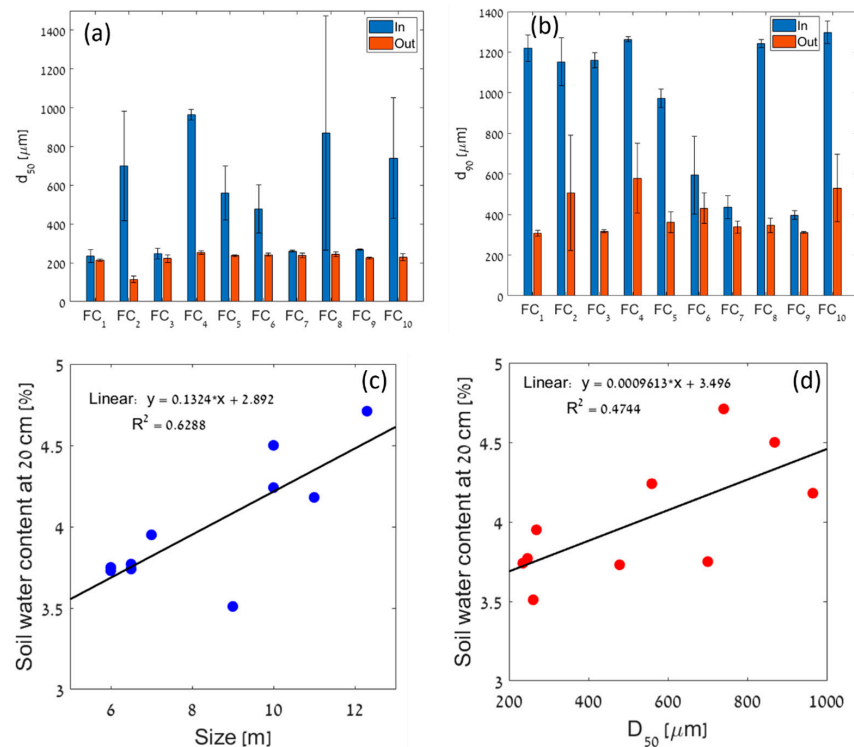 (a)
In
Out
1400
1200
1000
800
600
400
200
0
d50 [μm]
FC1 FC2 FC3 FC4 FC5 FC6 FC7 FC8 FC9 FC10
(b)
In
Out
1400
1200
1000
800
600
400
200
0
d90 [μm]
FC1 FC2 FC3 FC4 FC5 FC6 FC7 FC8 FC9 FC10
(c)
Linear: y = 0.1324*x + 2.892
R2 = 0.6288
5
4.5
4
3.5
3
Soil water content at 20 cm [%]
6 8 10 12
Size [m]
(d)
Linear: y = 0.0009613*x + 3.496
R2 = 0.4744
5
4.5
4
3.5
3
Soil water content at 20 cm [%]
200 400 600 800 1000
D50 [μm]